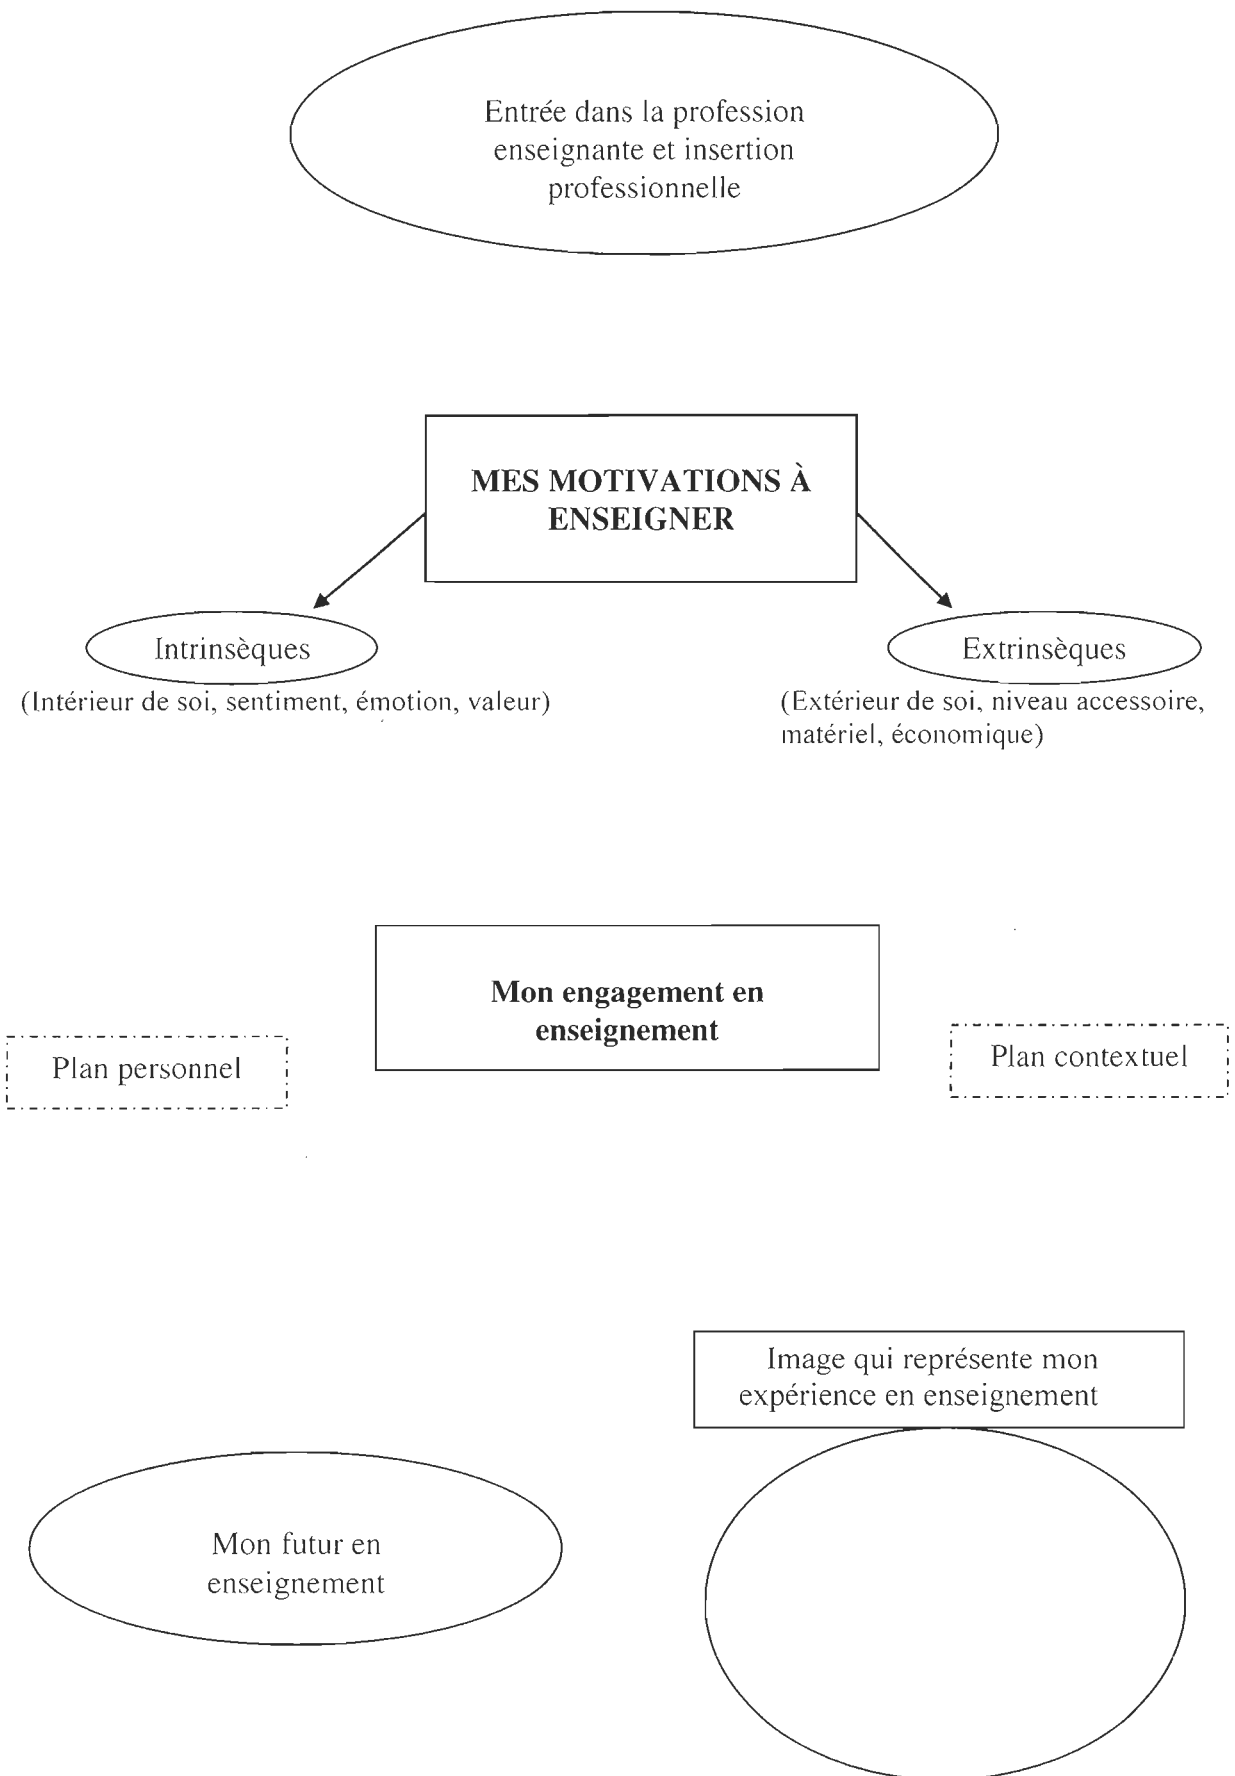 Entrée dans la profession
enseignante et insertion
professionnelle
MES MOTIVATIONS À
ENSEIGNER
Intrinsèques
(Intérieur de soi, sentiment, émotion, valeur)
Extrinsèques
(Extérieur de soi, niveau accessoire,
matériel, économique)
Mon engagement en
enseignement
Plan personnel
Plan contextuel
Image qui représente mon
expérience en enseignement
Mon futur en
enseignement